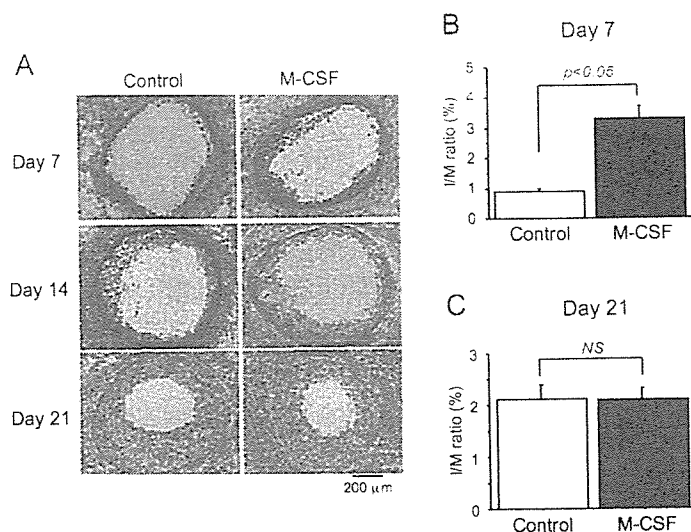 A
Control
M-CSF
Day 7
Day 14
Day 21
200 μm
B
Day 7
p<0.05
I/M ratio (%)
5
4
3
2
1
0
Control
M-CSF
C
Day 21
NS
I/M ratio (%)
3
2
1
0
Control
M-CSF